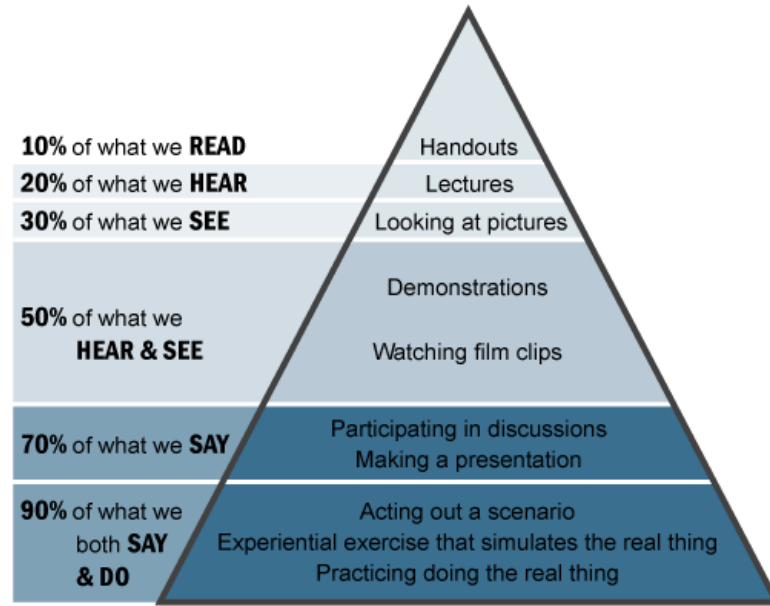 10% of what we READ
Handouts
20% of what we HEAR
Lectures
30% of what we SEE
Looking at pictures
50% of what we
HEAR & SEE
Demonstrations
Watching film clips
70% of what we SAY
Participating in discussions
Making a presentation
90% of what we
both SAY
& DO
Acting out a scenario
Experiential exercise that simulates the real thing
Practicing doing the real thing